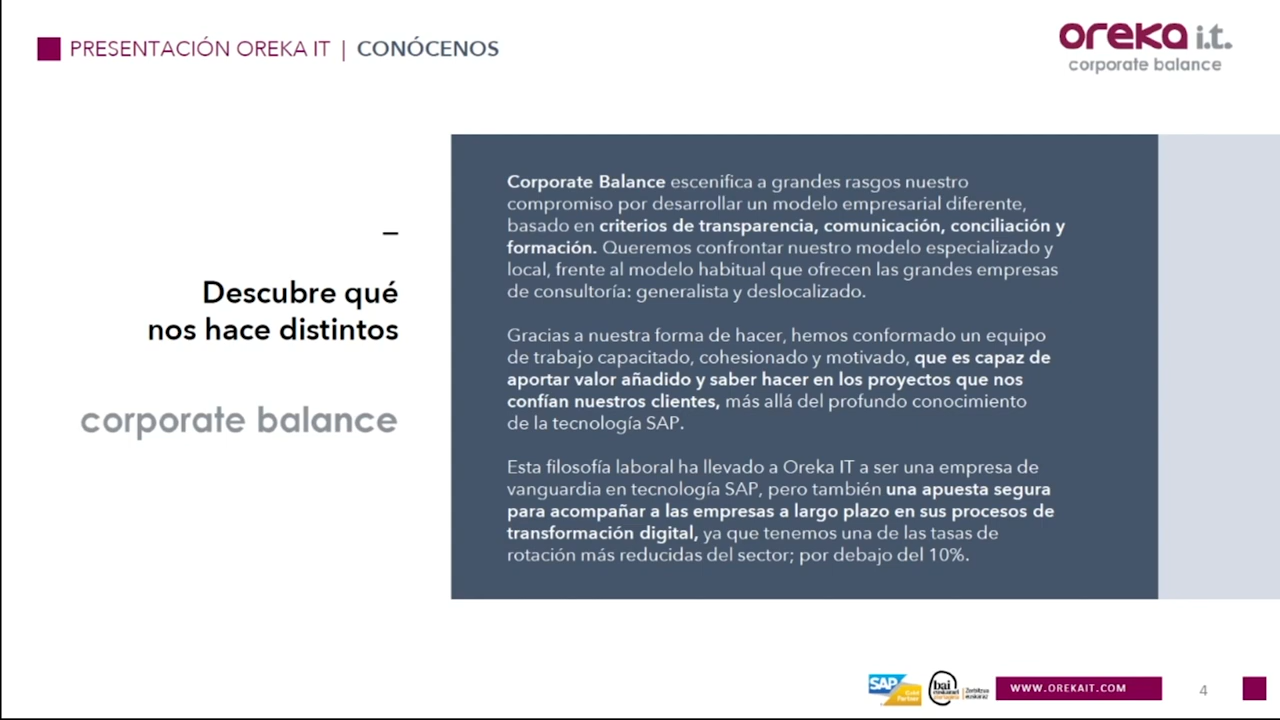 PRESENTACIÓN OREKA IT | CONÓCENOS
oreka i.t.
corporate balance
–
Descubre qué
nos hace distintos
corporate balance
Corporate Balance escenifica a grandes rasgos nuestro
compromiso por desarrollar un modelo empresarial diferente,
basado en criterios de transparencia, comunicación, conciliación y
formación. Queremos confrontar nuestro modelo especializado y
local, frente al modelo habitual que ofrecen las grandes empresas
de consultoría: generalista y deslocalizado.
Gracias a nuestra forma de hacer, hemos conformado un equipo
de trabajo capacitado, cohesionado y motivado, que es capaz de
aportar valor añadido y saber hacer en los proyectos que nos
confían nuestros clientes, más allá del profundo conocimiento
de la tecnología SAP.
Esta filosofía laboral ha llevado a Oreka IT a ser una empresa de
vanguardia en tecnología SAP, pero también una apuesta segura
para acompañar a las empresas a largo plazo en sus procesos de
transformación digital, ya que tenemos una de las tasas de
rotación más reducidas del sector; por debajo del 10%.
SAP
Gold
Partner
bai
euskarari
Zerbitzua
euskaraz
WWW.OREKAIT.COM
4